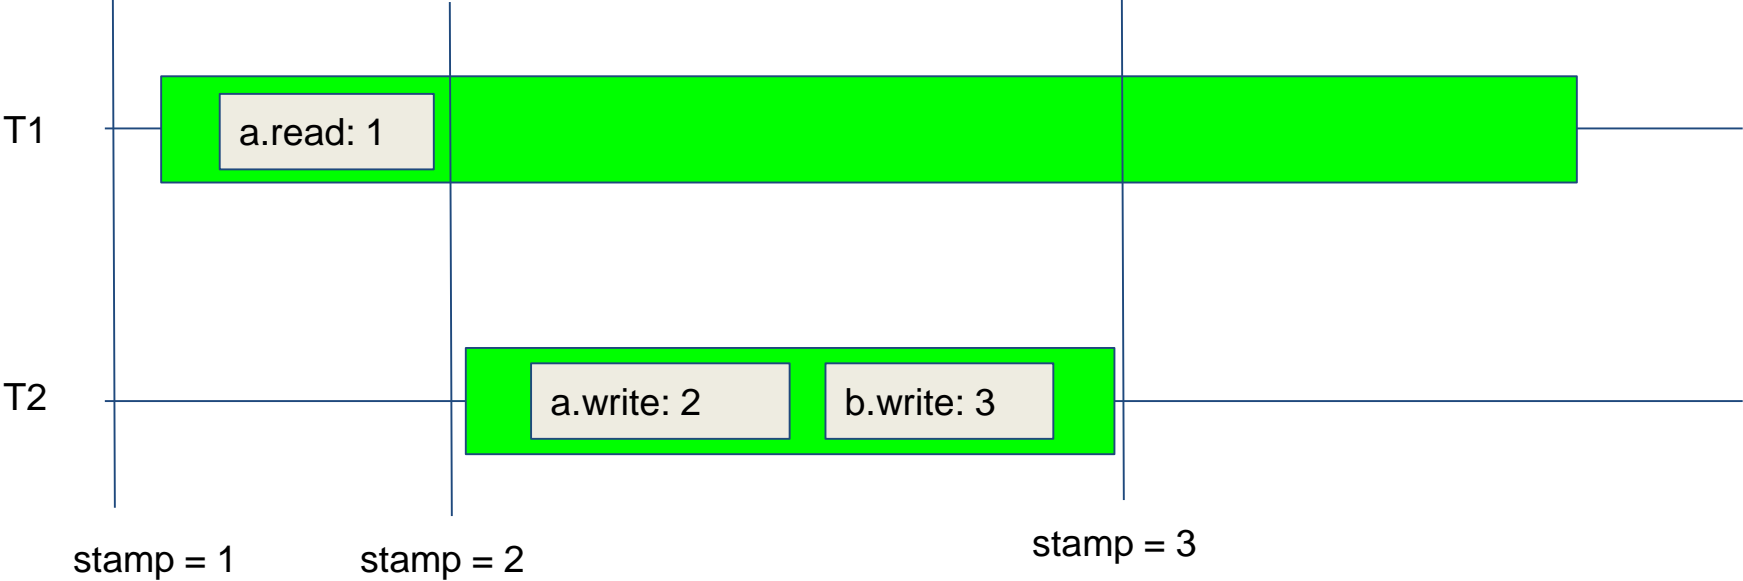 T1
a.read: 1
T2
a.write: 2
b.write: 3
stamp = 1
stamp = 2
stamp = 3